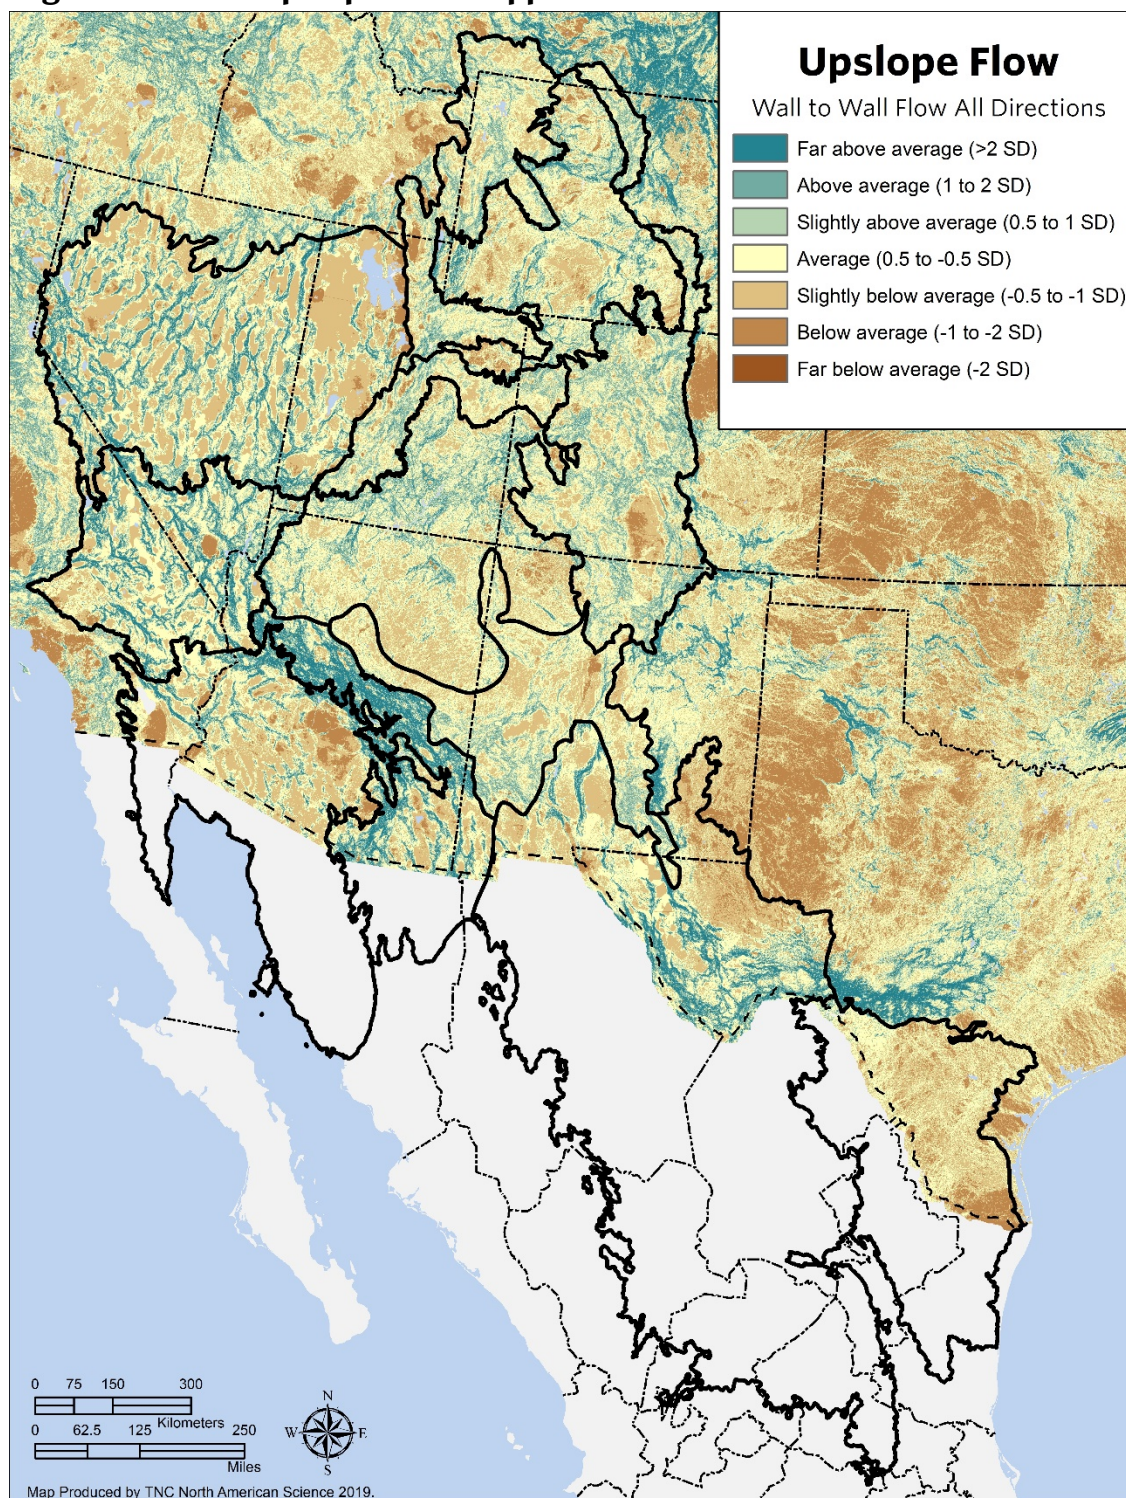 Upslope Flow
Wall to Wall Flow All Directions
Far above average (>2 SD)
Above average (1 to 2 SD)
Slightly above average (0.5 to 1 SD)
Average (0.5 to -0.5 SD)
Slightly below average (-0.5 to -1 SD)
Below average (-1 to -2 SD)
Far below average (-2 SD)
0 75 150 300
Kilometers
0 62.5 125 250
Miles
N
W E
S
Map Produced by TNC North American Science 2019.